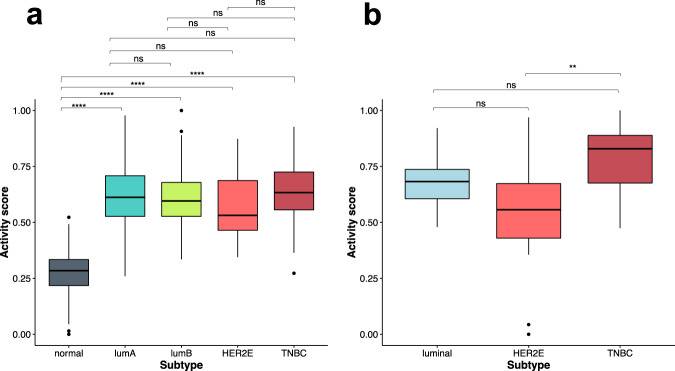 a
ns
ns
ns
ns
ns
ns
****
****
****
****
1.00
0.75
0.50
0.25
0.00
Activity score
normal lumA lumB HER2E TNBC
Subtype
b
**
ns
ns
1.00
0.75
0.50
0.25
0.00
Activity score
luminal HER2E TNBC
Subtype